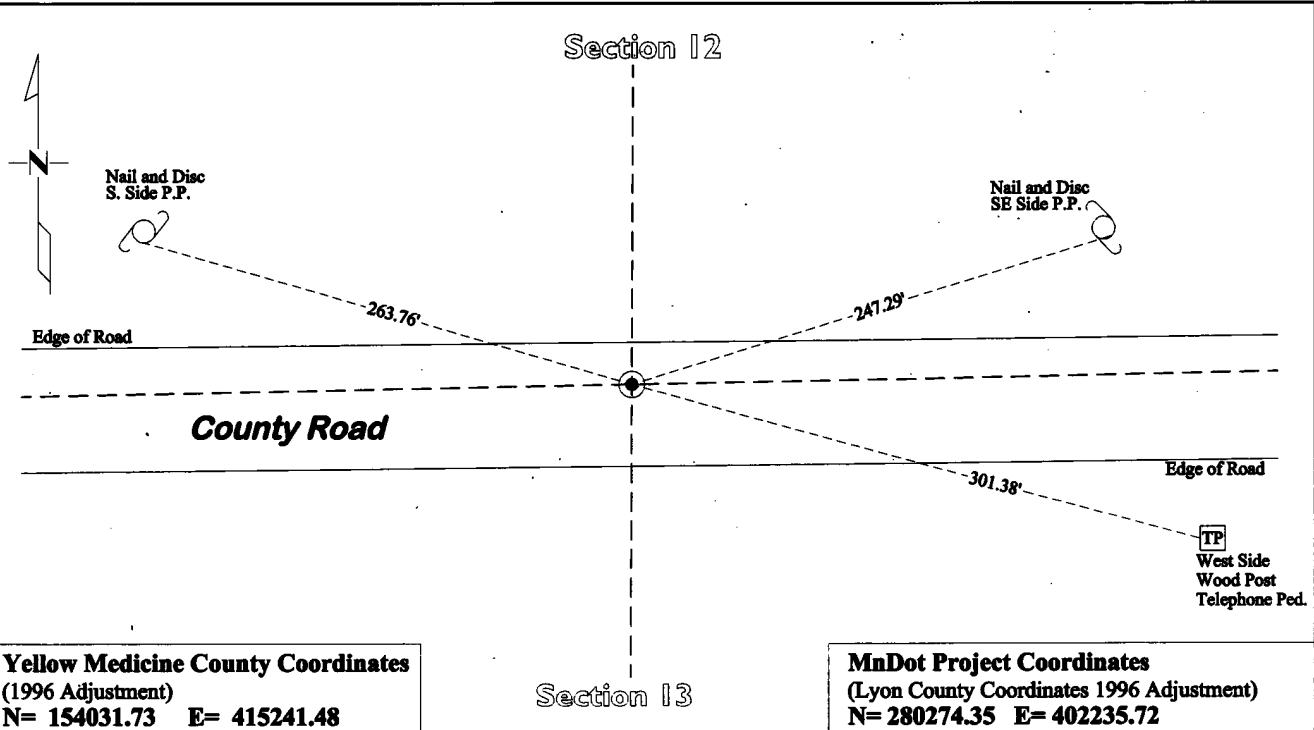 Section 12
N
Nail and Disc
S. Side P.P.
Nail and Disc
SE Side P.P.
263.76'
247.29'
Edge of Road
County Road
Edge of Road
301.38'
TP
West Side
Wood Post
Telephone Ped.
Section 13
Yellow Medicine County Coordinates
(1996 Adjustment)
N= 154031.73 E= 415241.48
MnDot Project Coordinates
(Lyon County Coordinates 1996 Adjustment)
N= 280274.35 E= 402235.72